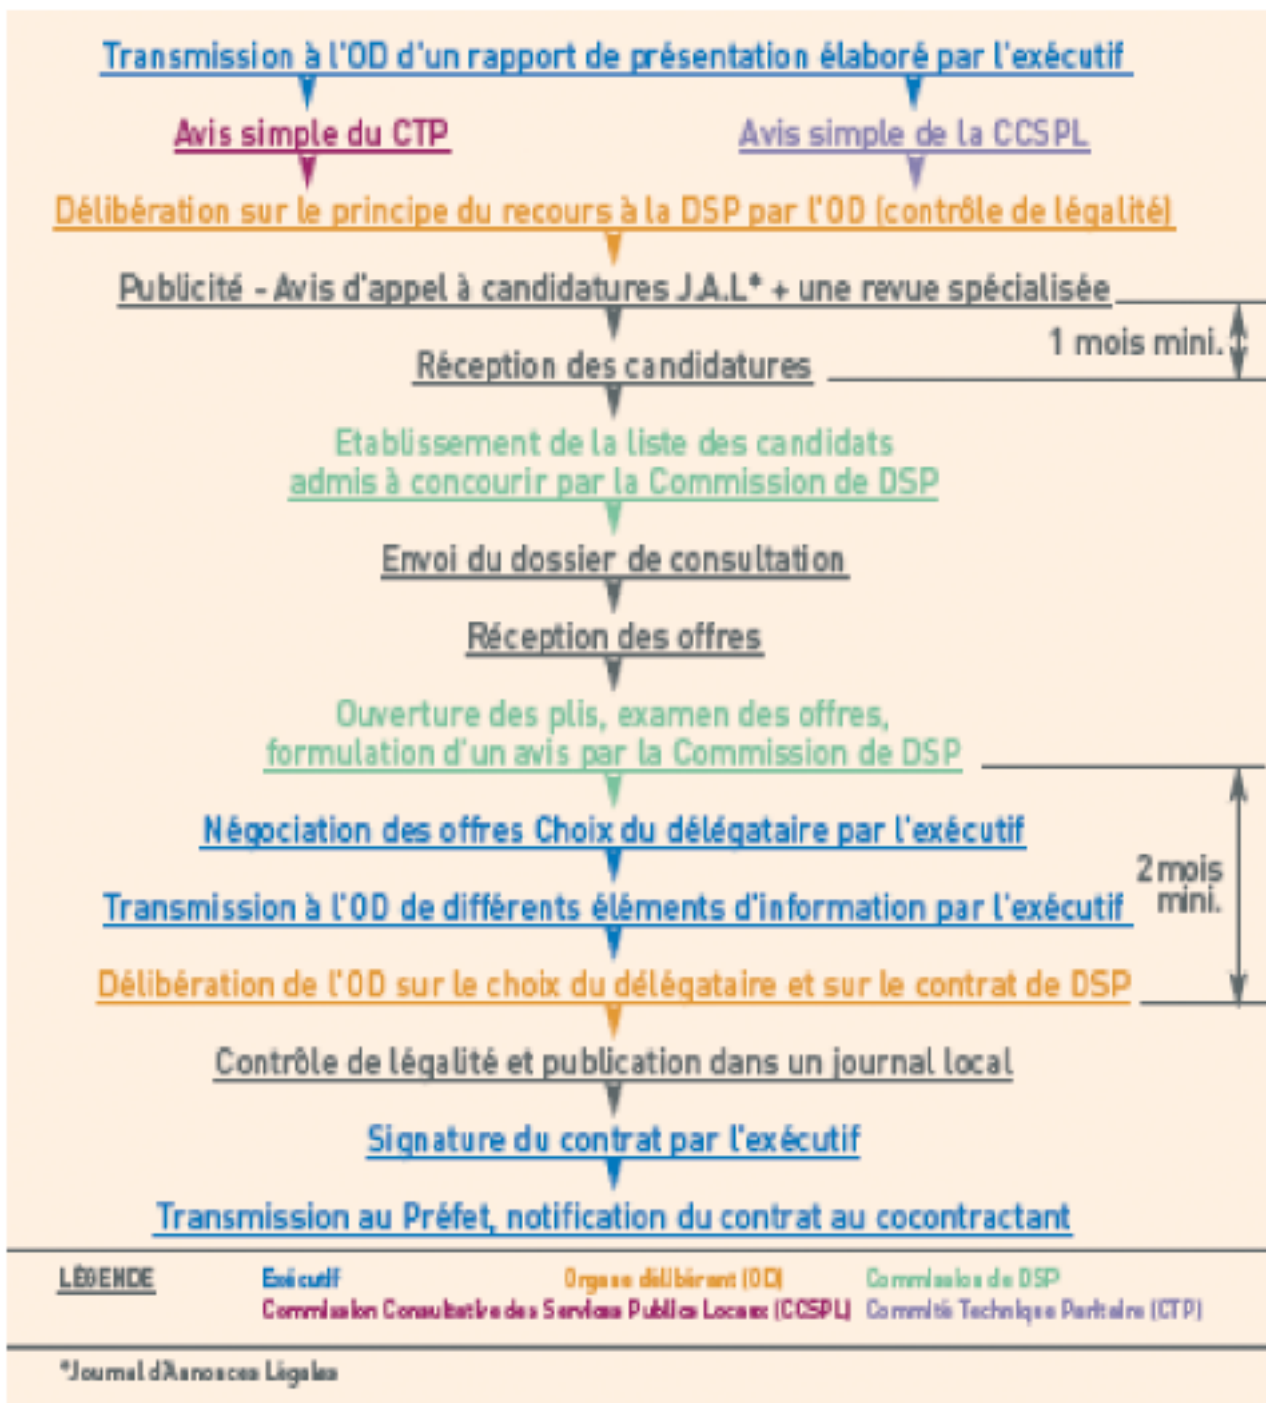 Transmission à l'OD d'un rapport de présentation élaboré par l'exécutif
Avis simple du CTP
Avis simple de la CCSPL
Délibération sur le principe du recours à la DSP par l'OD (contrôle de légalité)
Publicité - Avis d'appel à candidatures J.A.L* + une revue spécialisée
1 mois mini.
Réception des candidatures
Etablissement de la liste des candidats
admis à concourir par la Commission de DSP
Envoi du dossier de consultation
Réception des offres
Ouverture des plis, examen des offres,
formulation d'un avis par la Commission de DSP
Négociation des offres Choix du délégataire par l'exécutif
2 mois
mini.
Transmission à l'OD de différents éléments d'information par l'exécutif
Délibération de l'OD sur le choix du délégataire et sur le contrat de DSP
Contrôle de légalité et publication dans un journal local
Signature du contrat par l'exécutif
Transmission au Préfet, notification du contrat au cocontractant
LÉGENDE
Exécutif
Organe délibérant (OD)
Commission de DSP
Commission Consultative des Services Publics Locaux (CCSPL)
Commité Technique Paritaire (CTP)
*Journal d'Annonces Légales